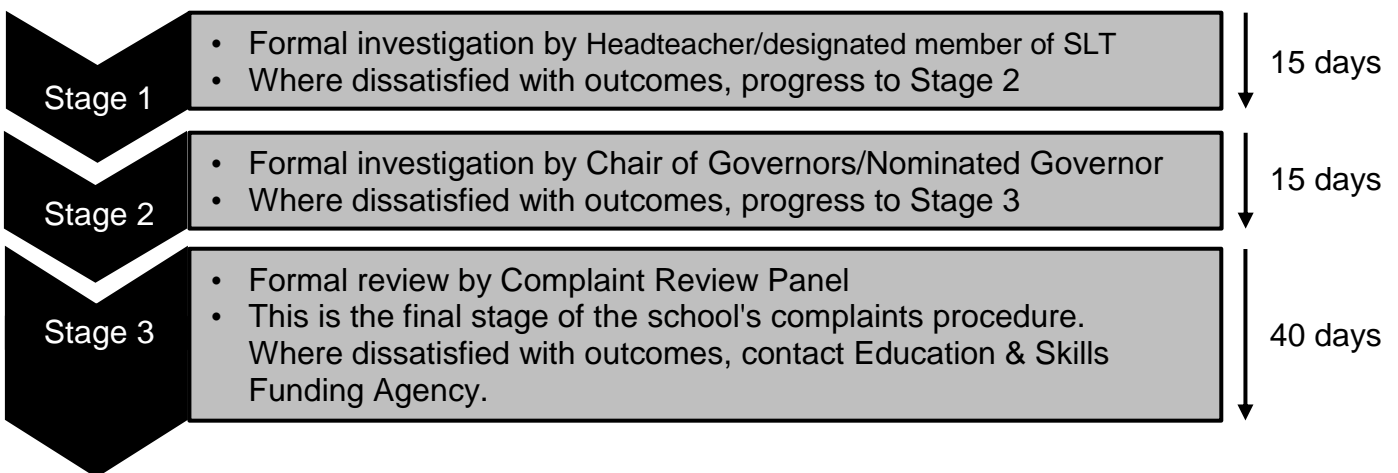 Stage 1
• Formal investigation by Headteacher/designated member of SLT
• Where dissatisfied with outcomes, progress to Stage 2
15 days
Stage 2
• Formal investigation by Chair of Governors/Nominated Governor
• Where dissatisfied with outcomes, progress to Stage 3
15 days
Stage 3
• Formal review by Complaint Review Panel
• This is the final stage of the school's complaints procedure.
Where dissatisfied with outcomes, contact Education & Skills
Funding Agency.
40 days